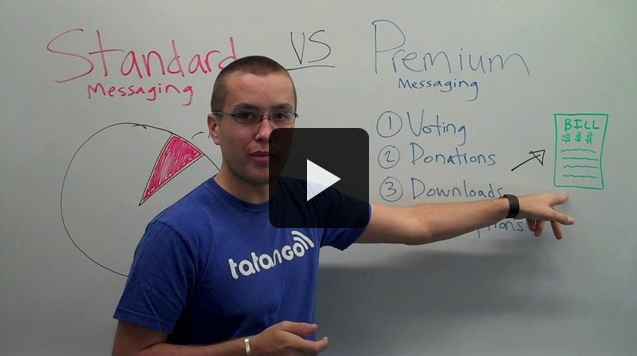 Standard VS Premium
Messaging Messaging
① Voting
② Donations
③ Downloads
BILL
$ $ $
tatango